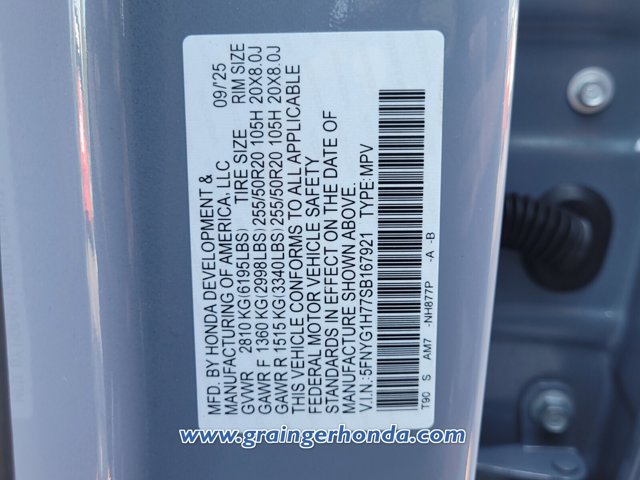 MFD. BY HONDA DEVELOPMENT & 09/25
MANUFACTURING OF AMERICA, LLC
GVWR 2810 KG(6195LBS) TIRE SIZE RIM SIZE
GAWR F 1360 KG(2998LBS) 255/50R20 105H 20X8.0J
GAWR R 1515 KG(3340LBS) 255/50R20 105H 20X8.0J
THIS VEHICLE CONFORMS TO ALL APPLICABLE
FEDERAL MOTOR VEHICLE SAFETY
STANDARDS IN EFFECT ON THE DATE OF
MANUFACTURE SHOWN ABOVE.
V.I.N.:5FNYG1H77SB167921 TYPE:MPV
T90 S AM7 -NH877P -A -B
www.graingerhonda.com